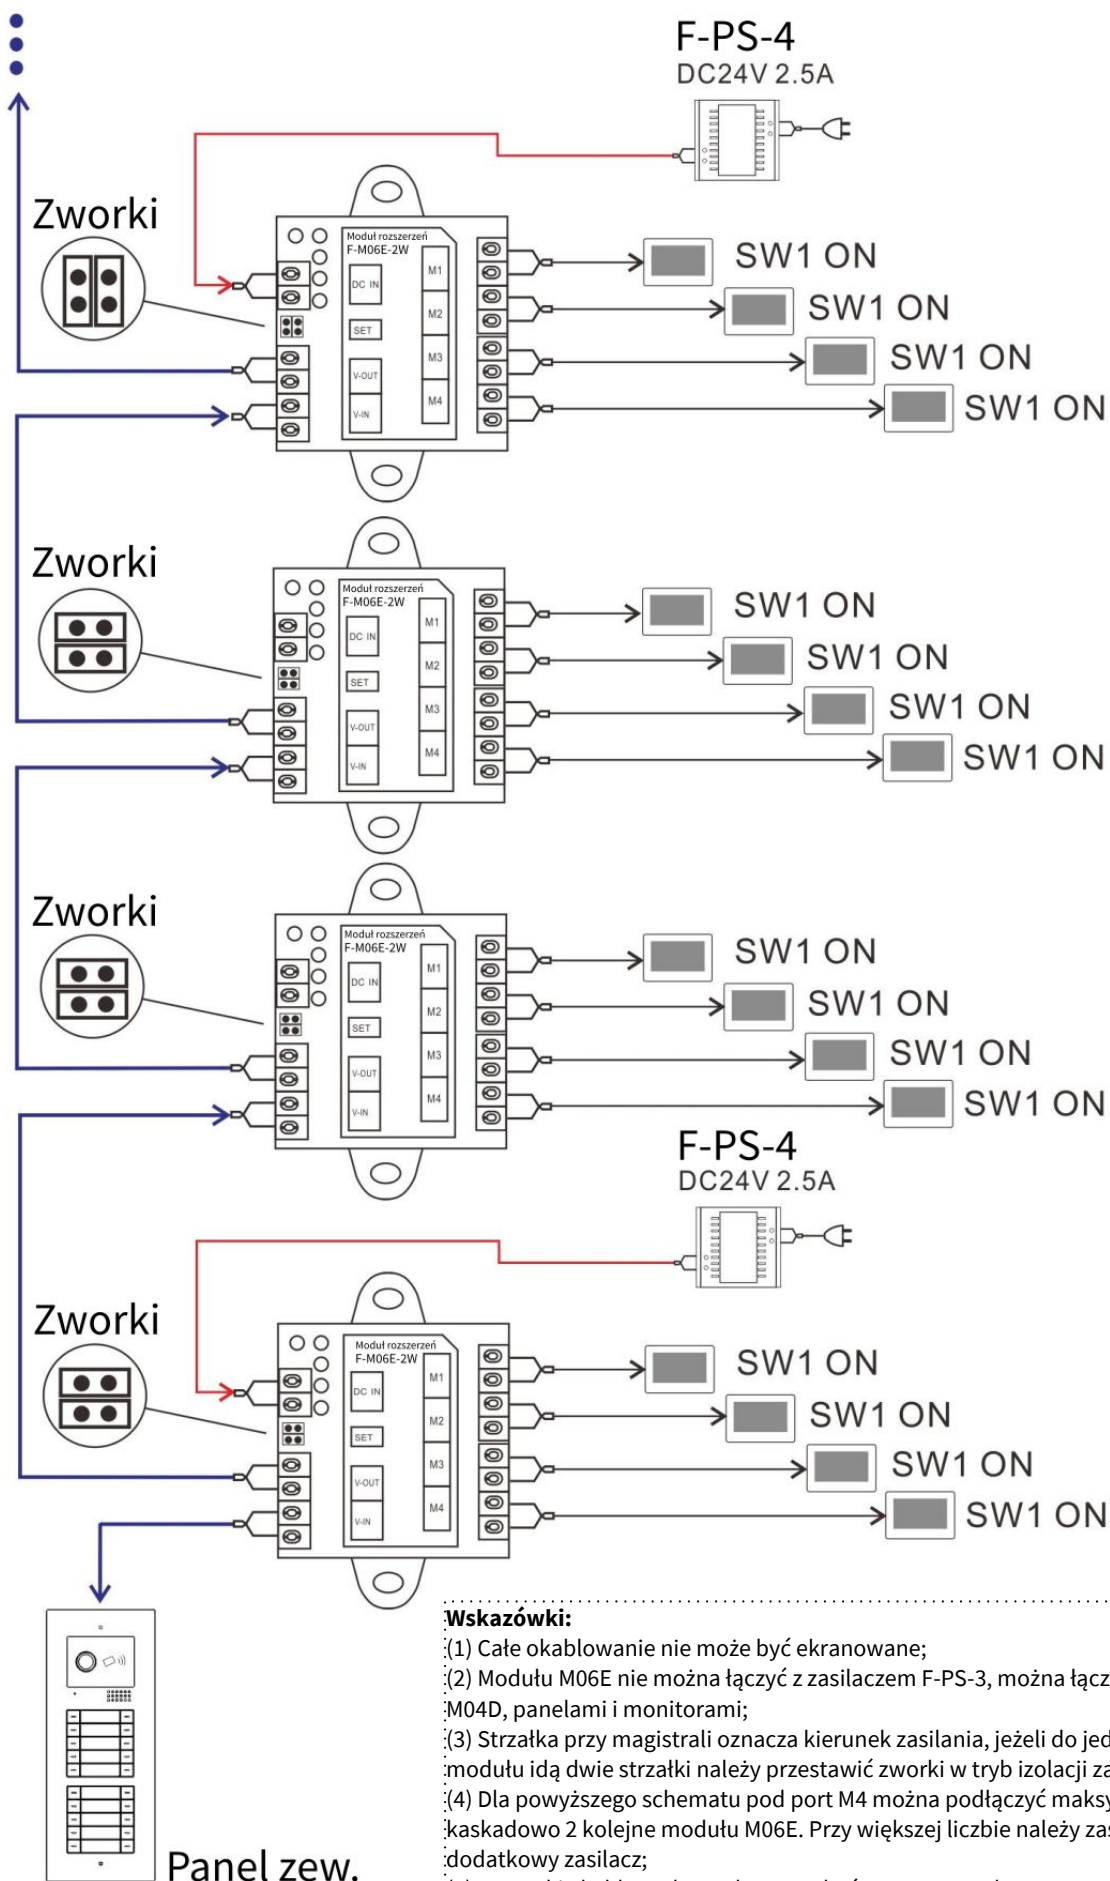 F-PS-4
DC24V 2.5A
Zworki
Moduł rozszerzeń
F-M06E-2W
DC IN
SET
V-OUT
V-IN
M1
M2
M3
M4
SW1 ON
SW1 ON
SW1 ON
SW1 ON
Zworki
Moduł rozszerzeń
F-M06E-2W
DC IN
SET
V-OUT
V-IN
M1
M2
M3
M4
SW1 ON
SW1 ON
SW1 ON
SW1 ON
Zworki
Moduł rozszerzeń
F-M06E-2W
DC IN
SET
V-OUT
V-IN
M1
M2
M3
M4
SW1 ON
SW1 ON
SW1 ON
SW1 ON
F-PS-4
DC24V 2.5A
Zworki
Moduł rozszerzeń
F-M06E-2W
DC IN
SET
V-OUT
V-IN
M1
M2
M3
M4
SW1 ON
SW1 ON
SW1 ON
SW1 ON
Panel zew.
Wskazówki:
(1) Całe okablowanie nie może być ekranowane;
(2) Modułu M06E nie można łączyć z zasilaczem F-PS-3, można łącz
M04D, panelami i monitorami;
(3) Strzałka przy magistrali oznacza kierunek zasilania, jeżeli do jed
modułu idą dwie strzałki należy przestawić zworki w tryb izolacji za
(4) Dla powyższego schematu pod port M4 można podłączyć maksy
kaskadowo 2 kolejne modułu M06E. Przy większej liczbie należy zas
dodatkowy zasilacz;